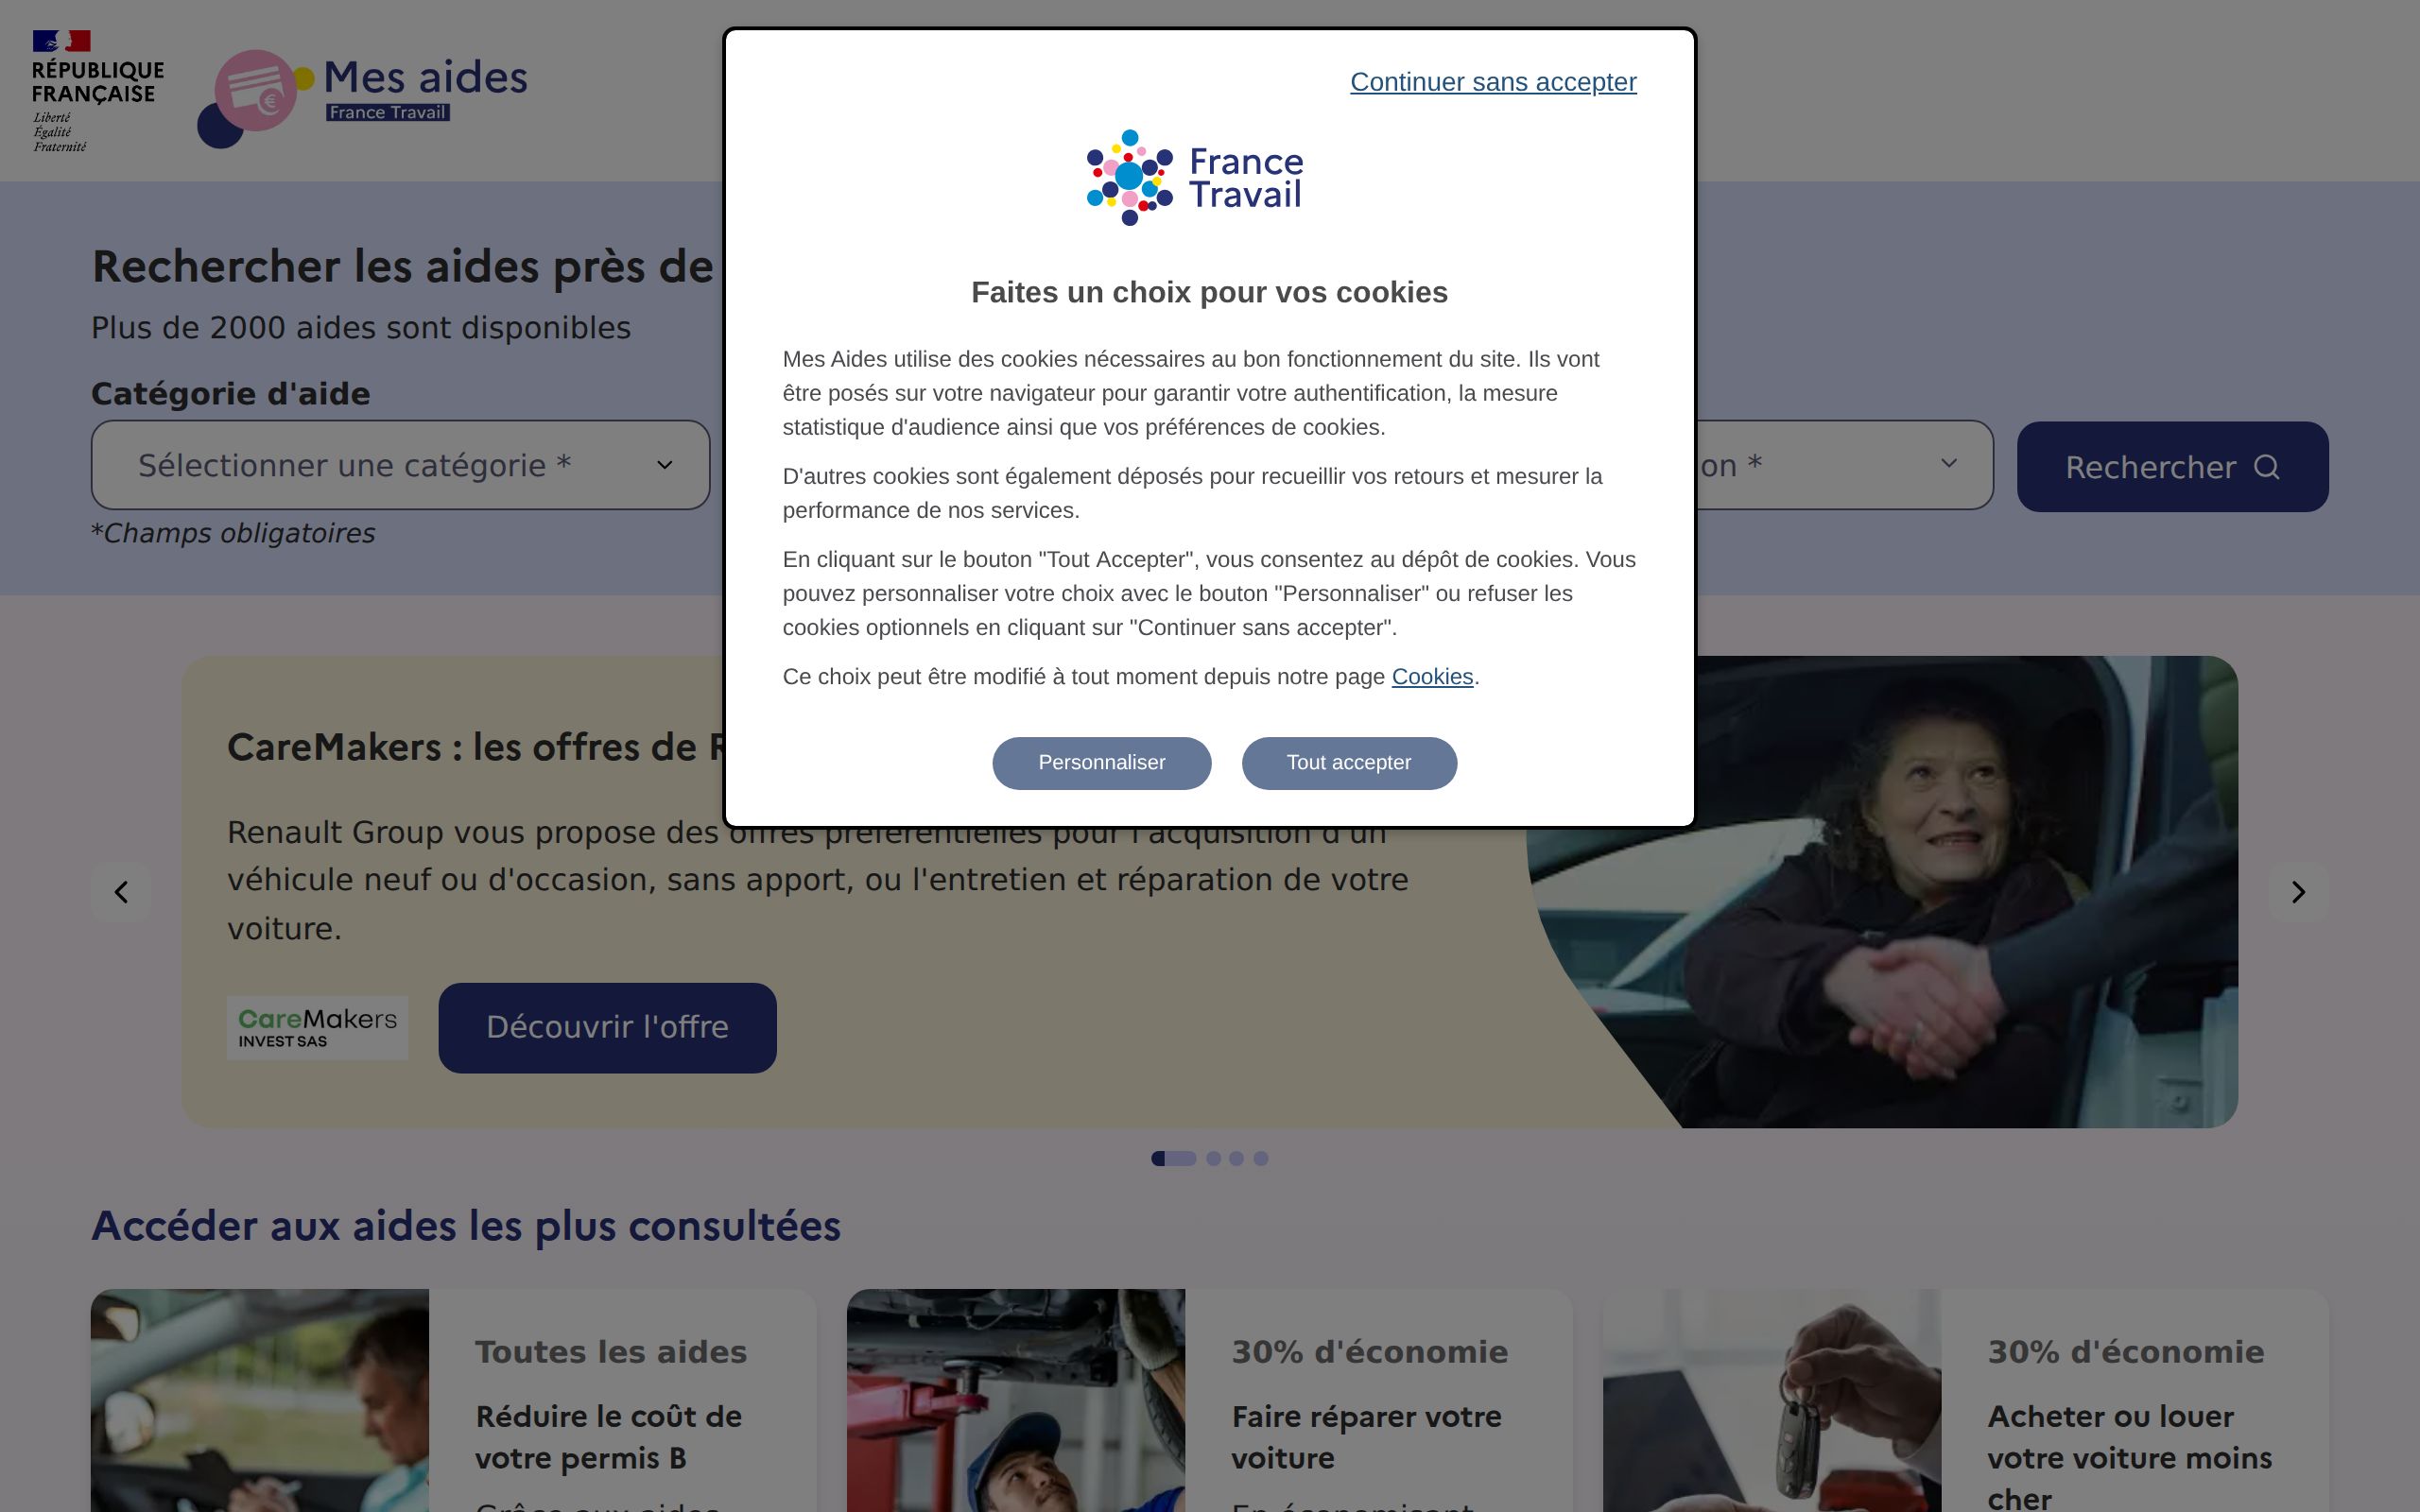 RÉPUBLIQUE
FRANÇAISE
Liberté
Égalité
Fraternité
Mes aides
France Travail
Continuer sans accepter
France
Travail
Faites un choix pour vos cookies
Mes Aides utilise des cookies nécessaires au bon fonctionnement du site. Ils vont
être posés sur votre navigateur pour garantir votre authentification, la mesure
statistique d'audience ainsi que vos préférences de cookies.
D'autres cookies sont également déposés pour recueillir vos retours et mesurer la
performance de nos services.
En cliquant sur le bouton "Tout Accepter", vous consentez au dépôt de cookies. Vous
pouvez personnaliser votre choix avec le bouton "Personnaliser" ou refuser les
cookies optionnels en cliquant sur "Continuer sans accepter".
Ce choix peut être modifié à tout moment depuis notre page Cookies.
Personnaliser
Tout accepter
Rechercher les aides près de
Plus de 2000 aides sont disponibles
Catégorie d'aide
Sélectionner une catégorie *
on *
Rechercher
*Champs obligatoires
CareMakers : les offres de
Renault Group vous propose des offres préférentielles pour l'acquisition d'un
véhicule neuf ou d'occasion, sans apport, ou l'entretien et réparation de votre
voiture.
CareMakers
INVEST SAS
Découvrir l'offre
Accéder aux aides les plus consultées
Toutes les aides
Réduire le coût de
votre permis B
Grâce aux aides
30% d'économie
Faire réparer votre
voiture
En économisant
30% d'économie
Acheter ou louer
votre voiture moins
cher